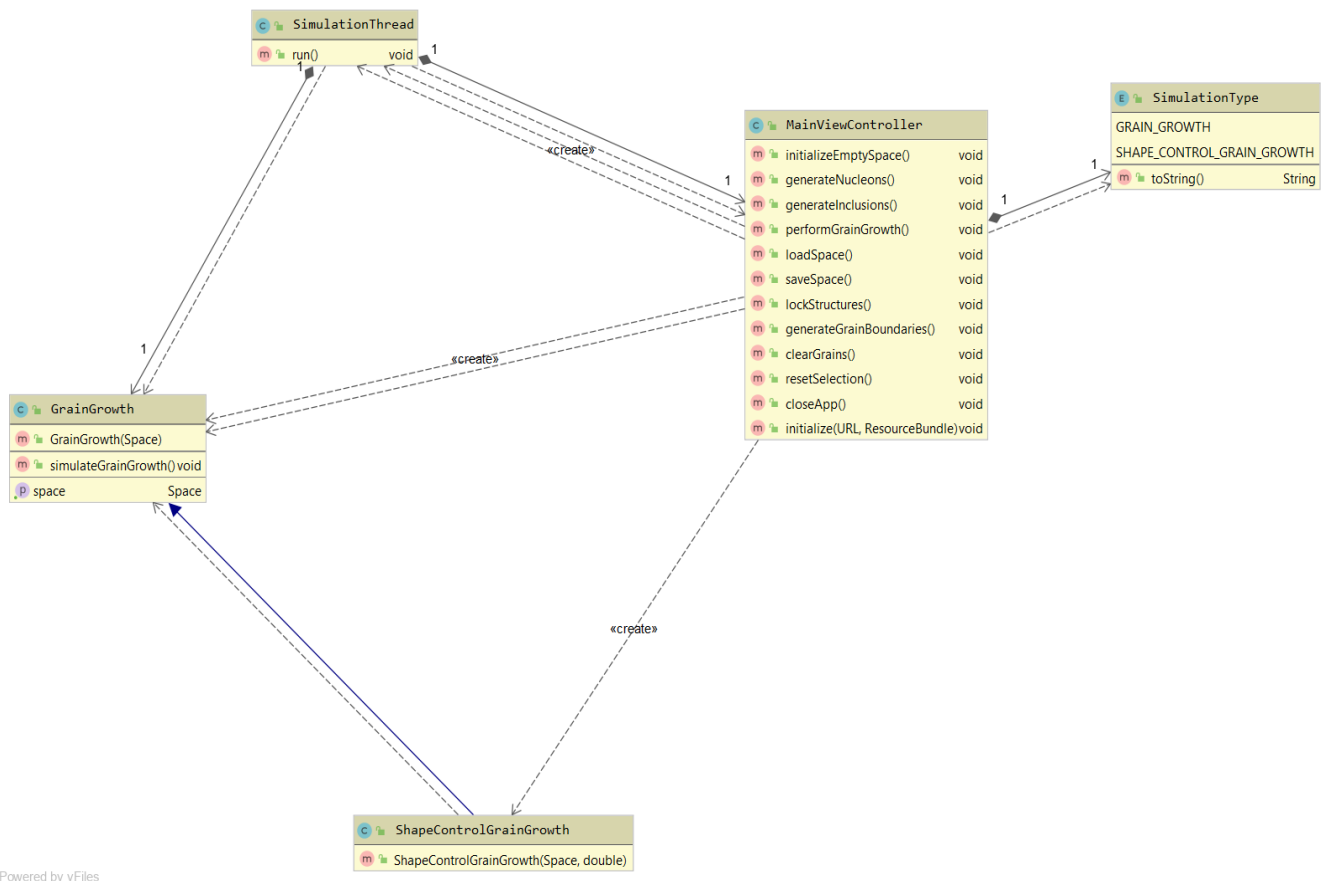 SimulationThread
run() void
1
1
«create»
1
1
SimulationType
GRAIN_GROWTH
SHAPE_CONTROL_GRAIN_GROWTH
toString() String
1
1
MainViewController
initializeEmptySpace() void
generateNucleons() void
generateInclusions() void
performGrainGrowth() void
loadSpace() void
saveSpace() void
lockStructures() void
generateGrainBoundaries() void
clearGrains() void
resetSelection() void
closeApp() void
initialize(URL, ResourceBundle) void
«create»
GrainGrowth
GrainGrowth(Space)
simulateGrainGrowth() void
space Space
«create»
ShapeControlGrainGrowth
ShapeControlGrainGrowth(Space, double)
Powered by yFiles